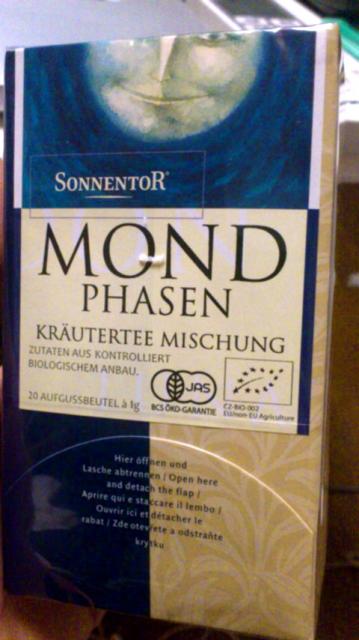 SONNENTOR®
MOND
PHASEN
KRÄUTERTEE MISCHUNG
ZUTATEN AUS KONTROLLIERT
BIOLOGISCHEM ANBAU.
20 AUFGUSSBEUTEL à 1g
JAS
BCS ÖKO-GARANTIE
CZ-BIO-002
EU/non-EU Agriculture
Hier öffnen und
Lasche abtrennen / Open here
and detach the flap /
Aprire qui e staccare il lembo /
Ouvrir ici et détacher le
rabat / Zde otevřete a odstraňte
krytku